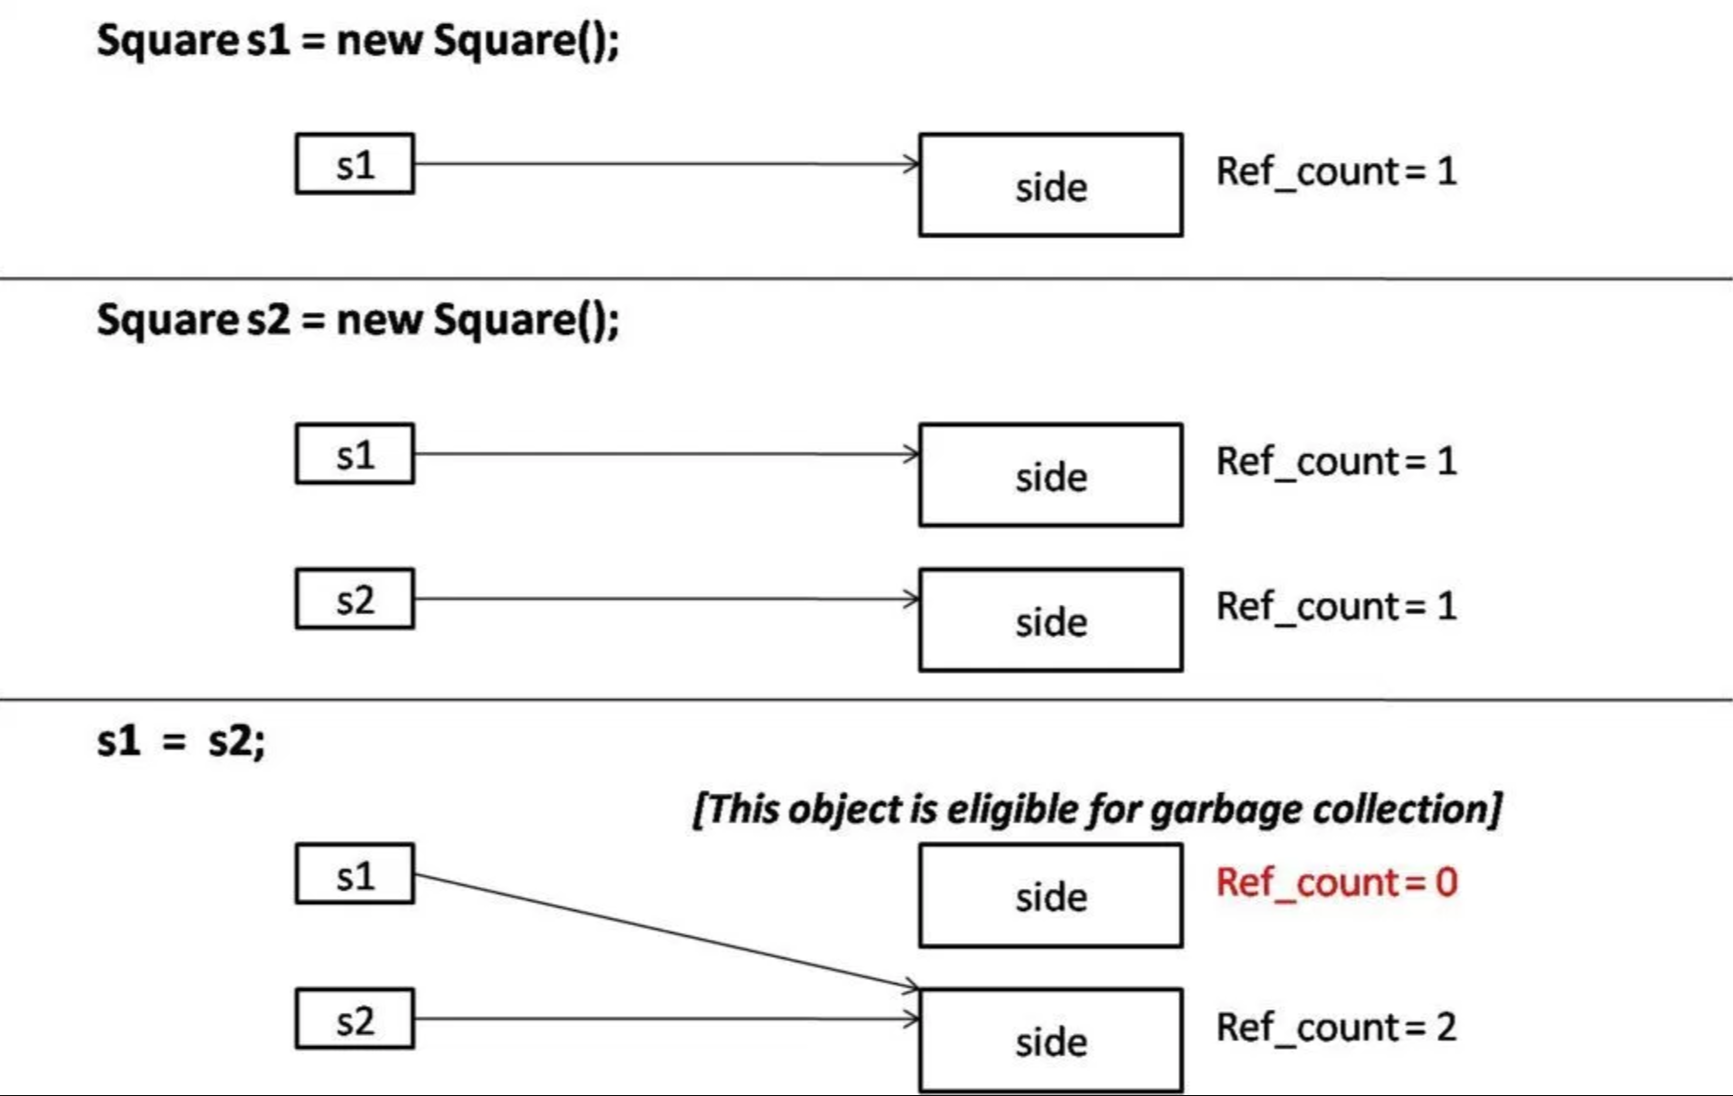 Square s1 = new Square();
s1
side
Ref_count = 1
Square s2 = new Square();
s1
side
Ref_count = 1
s2
side
Ref_count = 1
s1 = s2;
[This object is eligible for garbage collection]
s1
side
Ref_count = 0
s2
side
Ref_count = 2